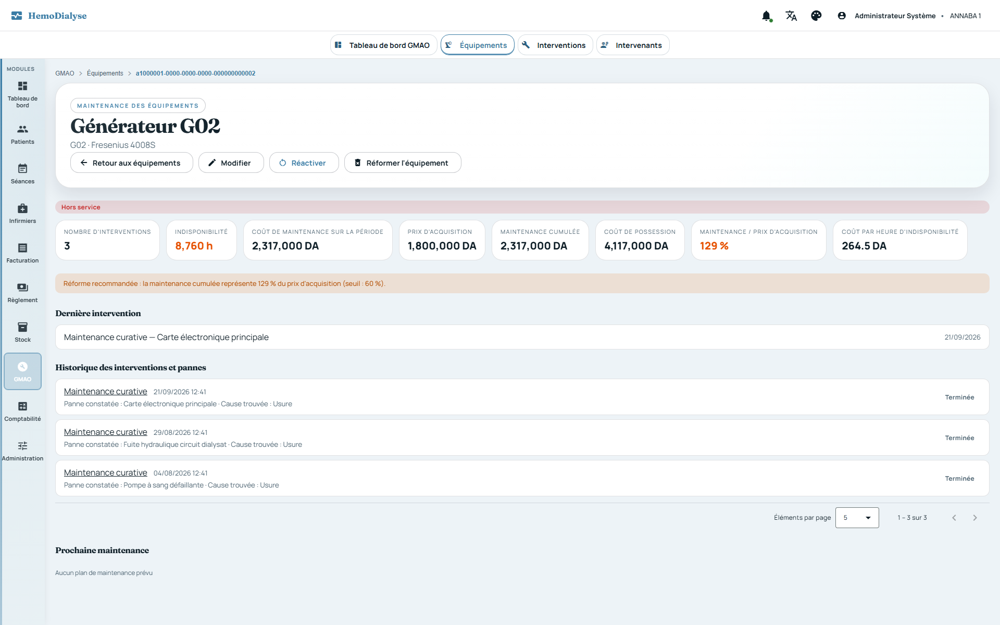 HemoDialyse
Administrateur Système • ANNABA 1
Tableau de bord GMAO
Équipements
Interventions
Intervenants
MODULES
Tableau de
bord
Patients
Séances
Infirmiers
Facturation
Règlement
Stock
GMAO
Comptabilité
Administration
GMAO > Équipements > a1000001-0000-0000-0000-000000000002
MAINTENANCE DES ÉQUIPEMENTS
Générateur G02
G02 · Fresenius 4008S
Retour aux équipements
Modifier
Réactiver
Réformer l'équipement
Hors service
NOMBRE D'INTERVENTIONS
3
INDISPONIBILITÉ
8,760 h
COÛT DE MAINTENANCE SUR LA PÉRIODE
2,317,000 DA
PRIX D'ACQUISITION
1,800,000 DA
MAINTENANCE CUMULÉE
2,317,000 DA
COÛT DE POSSESSION
4,117,000 DA
MAINTENANCE / PRIX D'ACQUISITION
129 %
COÛT PAR HEURE D'INDISPONIBILITÉ
264.5 DA
Réforme recommandée : la maintenance cumulée représente 129 % du prix d'acquisition (seuil : 60 %).
Dernière intervention
Maintenance curative — Carte électronique principale
21/09/2026
Historique des interventions et pannes
Maintenance curative 21/09/2026 12:41
Panne constatée : Carte électronique principale · Cause trouvée : Usure
Terminée
Maintenance curative 29/08/2026 12:41
Panne constatée : Fuite hydraulique circuit dialysat · Cause trouvée : Usure
Terminée
Maintenance curative 04/08/2026 12:41
Panne constatée : Pompe à sang défaillante · Cause trouvée : Usure
Terminée
Éléments par page 5 1 – 3 sur 3
Prochaine maintenance
Aucun plan de maintenance prévu